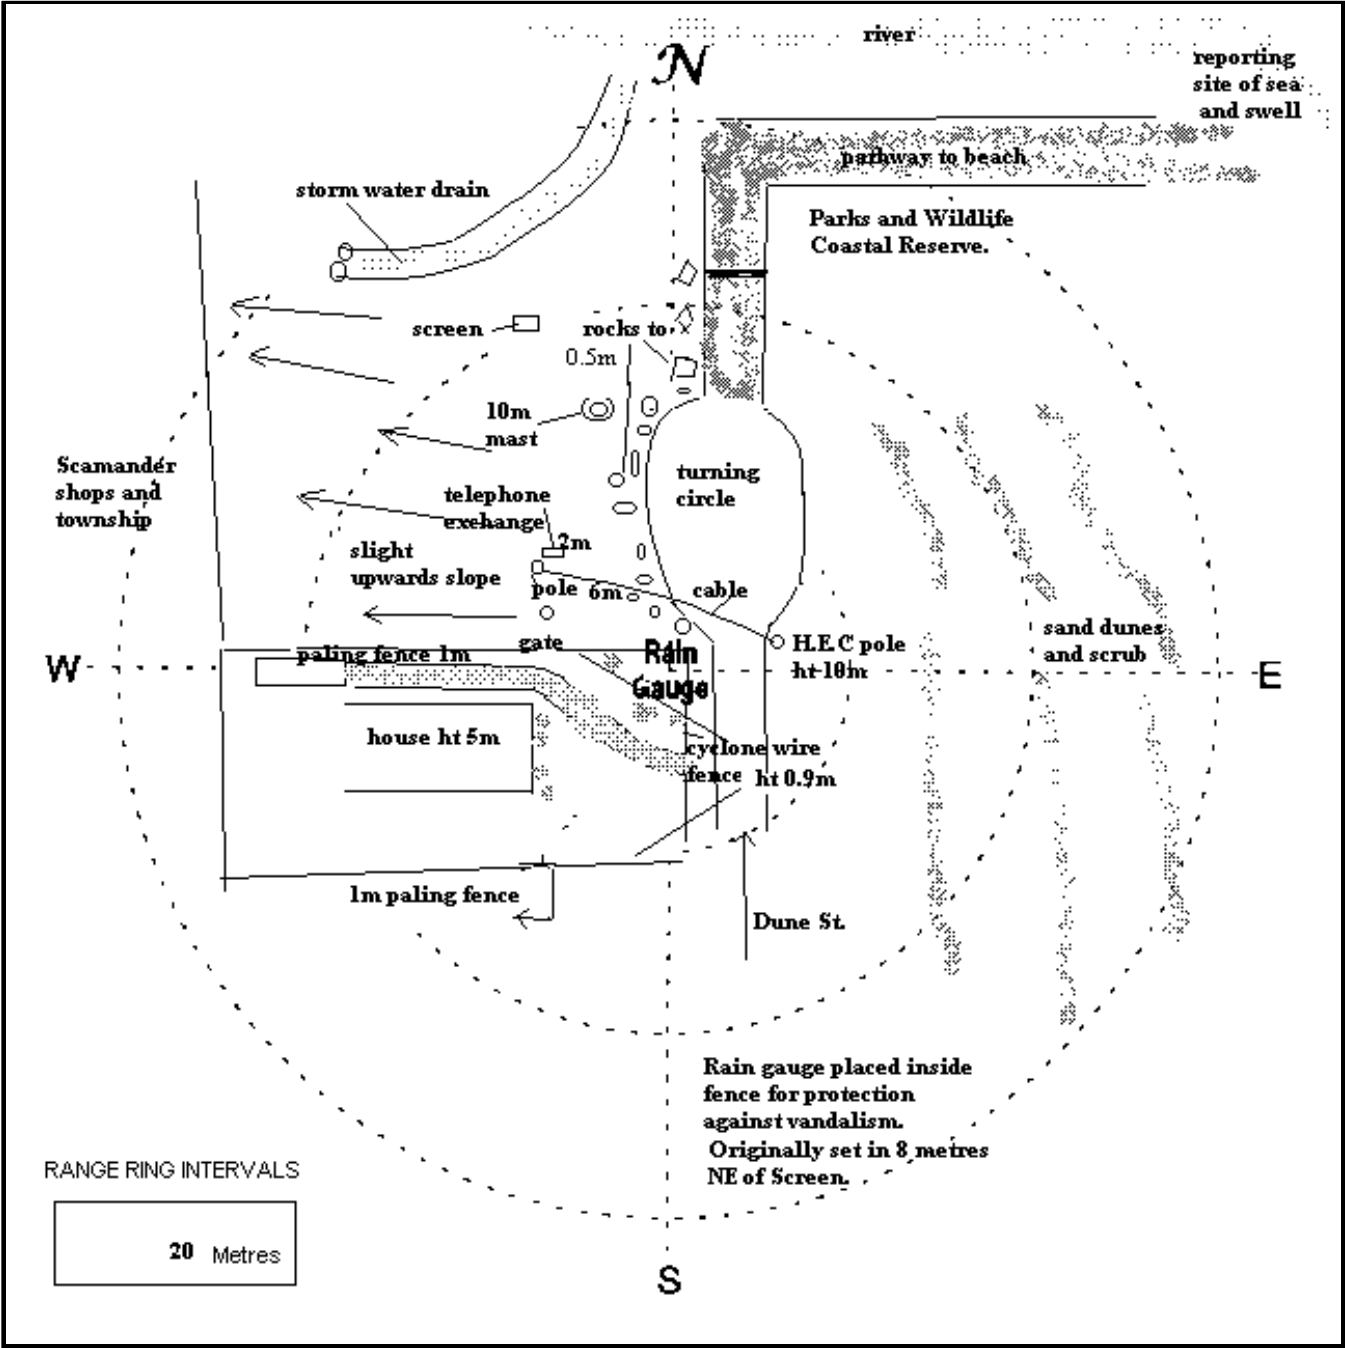 river
N
reporting
site of sea
and swell
pathway to beach
storm water drain
Parks and Wildlife
Coastal Reserve.
screen
rocks to
0.5m
10m
mast
Scamander
shops and
township
turning
circle
telephone
exehange
2m
slight
upwards slope
pole 6m
cable
gate
Rain
Gauge
H.E.C pole
ht 10m
sand dunes
and scrub
W
E
paling fence 1m
house ht 5m
cyclone wire
fence ht 0.9m
1m paling fence
Dune St.
Rain gauge placed inside
fence for protection
against vandalism.
Originally set in 8 metres
NE of Screen.
RANGE RING INTERVALS
20 Metres
S